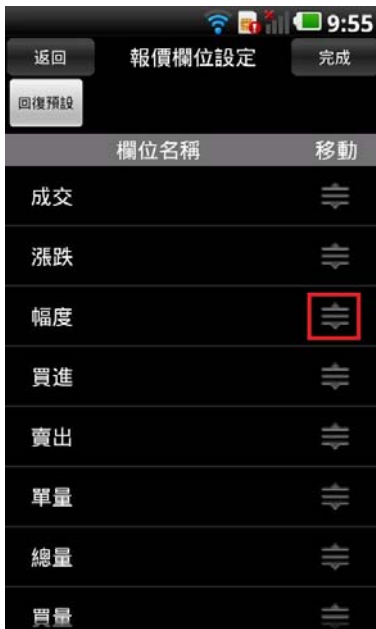 9:55
返回 報價欄位設定 完成
回復預設
欄位名稱 移動
成交
漲跌
幅度
買進
賣出
單量
總量
買量